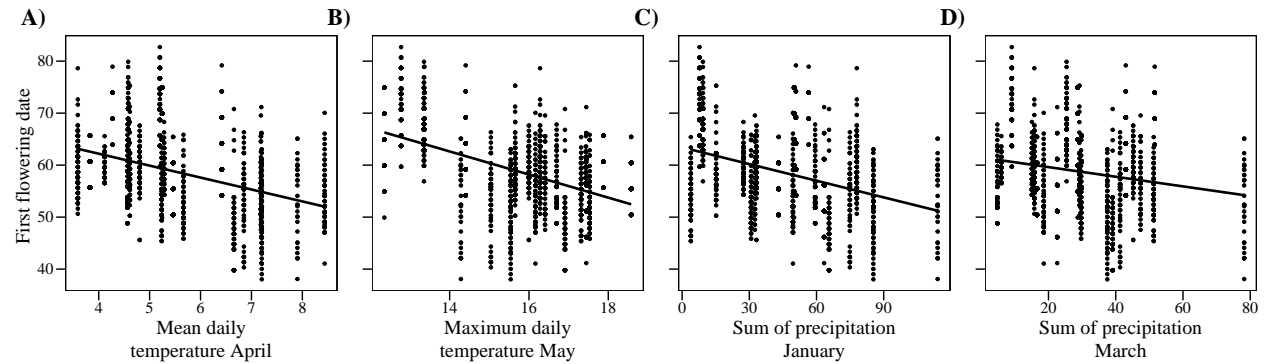 A)
B)
C)
D)
First flowering date
80
70
60
50
40
4 5 6 7 8
14 16 18
0 30 60 90
20 40 60 80
Mean daily
temperature April
Maximum daily
temperature May
Sum of precipitation
January
Sum of precipitation
March